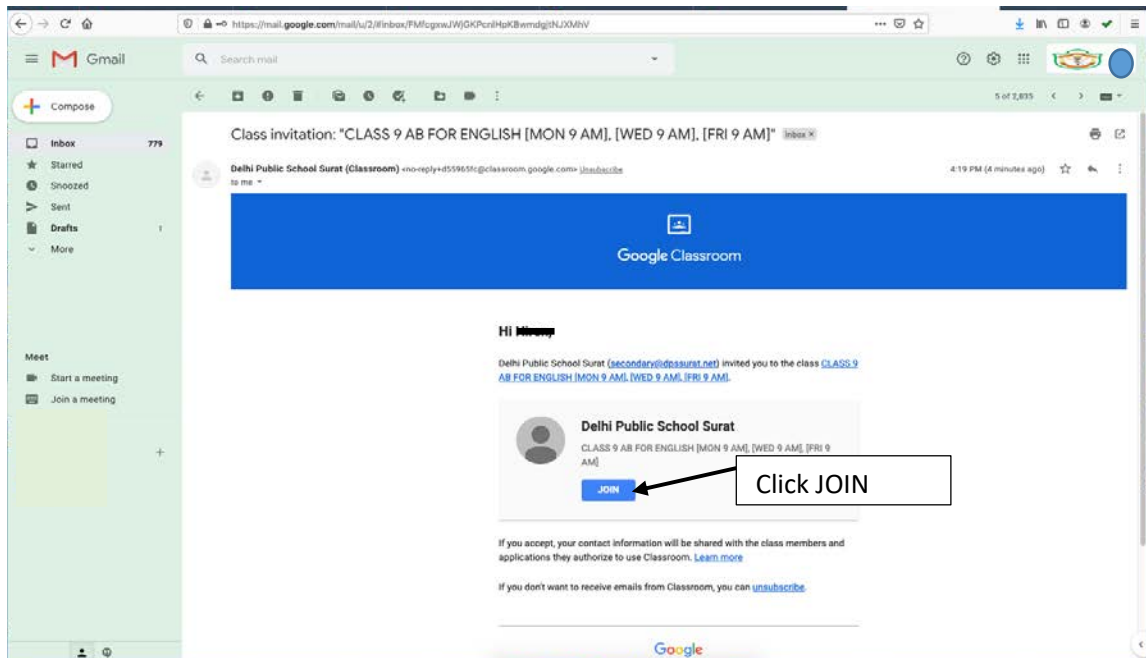 https://mail.google.com/mail/u/2/#inbox/FMfcgxwJWjGKPcnlHpKBwmdgjtNJXMhV
Gmail
Search mail
Compose
5 of 2,035
Class invitation: "CLASS 9 AB FOR ENGLISH [MON 9 AM], [WED 9 AM], [FRI 9 AM]" Inbox ×
Inbox 779
Starred
Snoozed
Sent
Drafts 1
More
Delhi Public School Surat (Classroom) <no-reply+d55965fc@classroom.google.com> Unsubscribe
4:19 PM (4 minutes ago)
to me
Google Classroom
Hi
Meet
Start a meeting
Join a meeting
Delhi Public School Surat (secondary@dpssurat.net) invited you to the class CLASS 9
AB FOR ENGLISH [MON 9 AM], [WED 9 AM], [FRI 9 AM].
Delhi Public School Surat
CLASS 9 AB FOR ENGLISH [MON 9 AM], [WED 9 AM], [FRI 9
AM]
JOIN
Click JOIN
If you accept, your contact information will be shared with the class members and
applications they authorize to use Classroom. Learn more
If you don't want to receive emails from Classroom, you can unsubscribe.
Google